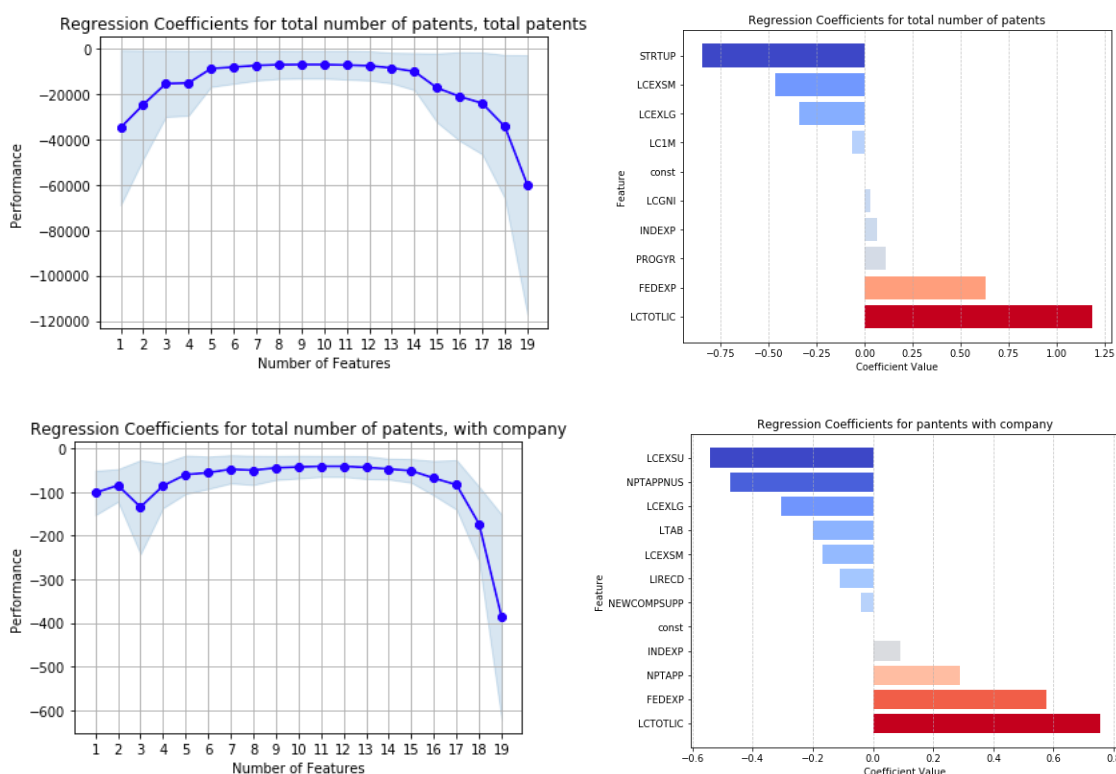 Regression Coefficients for total number of patents, total patents
0
−20000
−40000
−60000
−80000
−100000
−120000
Performance
1 2 3 4 5 6 7 8 9 10 11 12 13 14 15 16 17 18 19
Number of Features
Regression Coefficients for total number of patents
STRTUP
LCEXSM
LCEXLG
LC1M
const
LCGNI
INDEXP
PROGYR
FEDEXP
LCTOTLIC
Feature
−0.75 −0.50 −0.25 0.00 0.25 0.50 0.75 1.00 1.25
Coefficient Value
Regression Coefficients for total number of patents, with company
0
−100
−200
−300
−400
−500
−600
Performance
1 2 3 4 5 6 7 8 9 10 11 12 13 14 15 16 17 18 19
Number of Features
Regression Coefficients for pantents with company
LCEXSU
NPTAPPNUS
LCEXLG
LTAB
LCEXSM
LIRECD
NEWCOMPSUPP
const
INDEXP
NPTAPP
FEDEXP
LCTOTLIC
Feature
−0.6 −0.4 −0.2 0.0 0.2 0.4 0.6
Coefficient Value